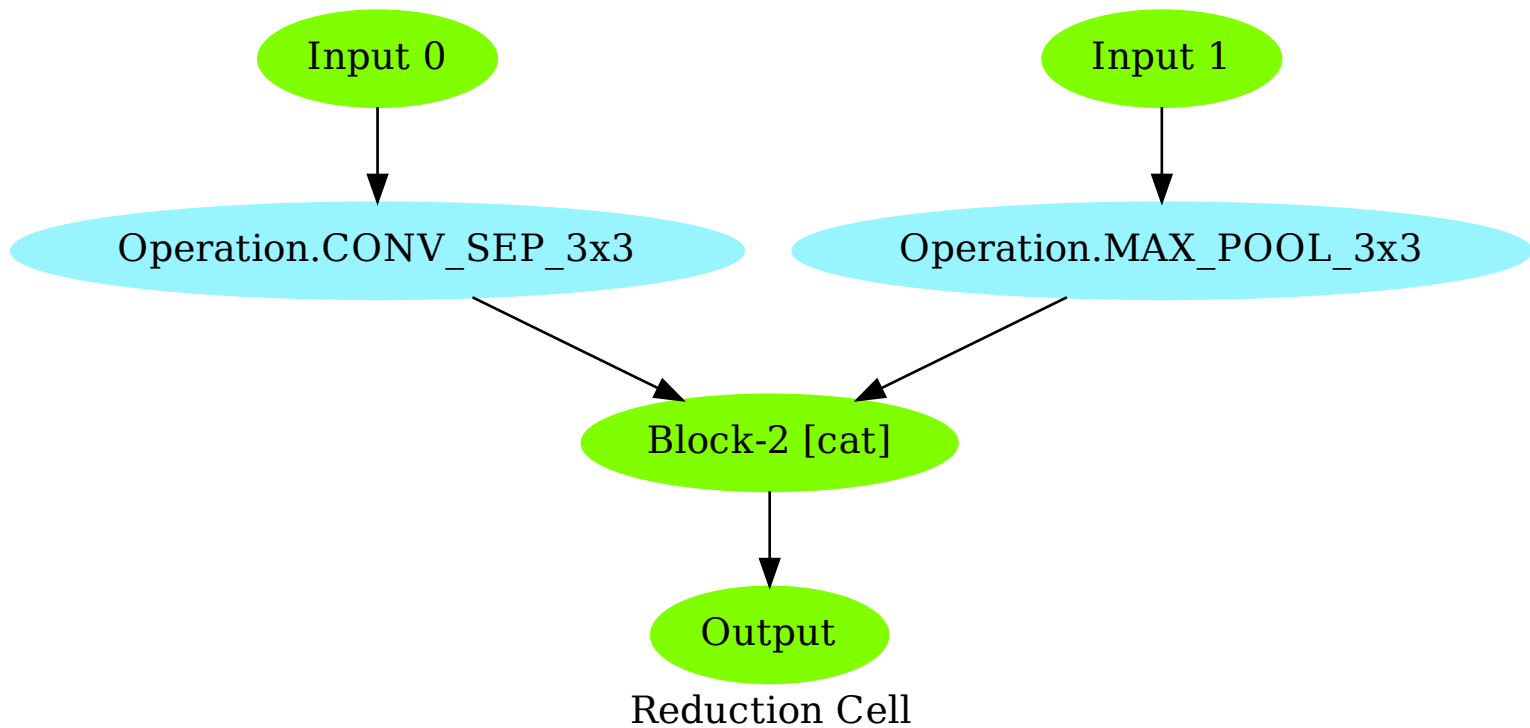 Input 0
Input 1
Operation.CONV_SEP_3x3
Operation.MAX_POOL_3x3
Block-2 [cat]
Output
Reduction Cell